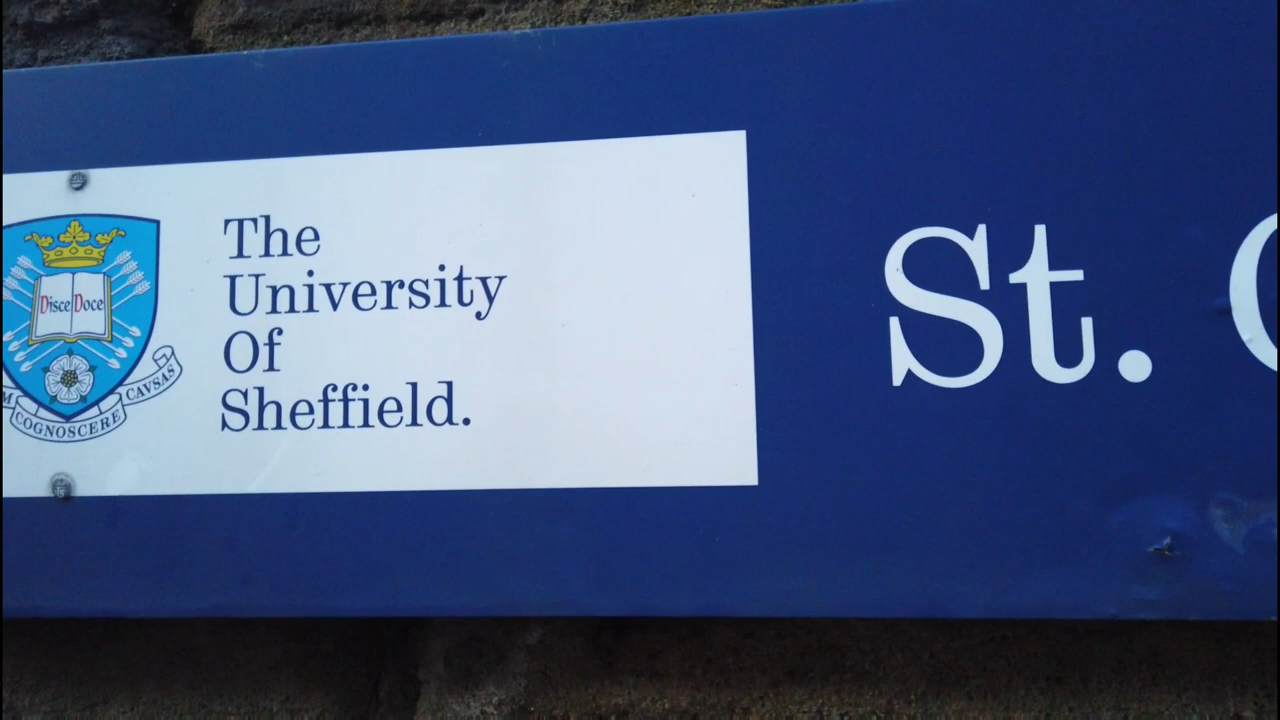 Disce Doce
COGNOSCERE CAVSAS
The
University
Of
Sheffield.
St.